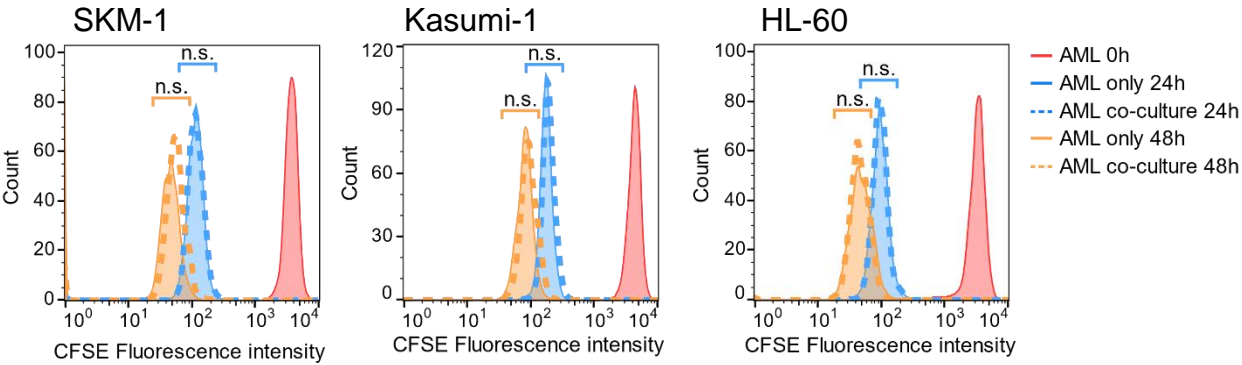 SKM-1
Kasumi-1
HL-60
100
80
60
40
20
0
Count
n.s.
n.s.
10⁰ 10¹ 10² 10³ 10⁴
CFSE Fluorescence intensity
120
90
60
30
0
Count
n.s.
n.s.
10⁰ 10¹ 10² 10³ 10⁴
CFSE Fluorescence intensity
100
80
60
40
20
0
Count
n.s.
n.s.
10⁰ 10¹ 10² 10³ 10⁴
CFSE Fluorescence intensity
AML 0h
AML only 24h
AML co-culture 24h
AML only 48h
AML co-culture 48h